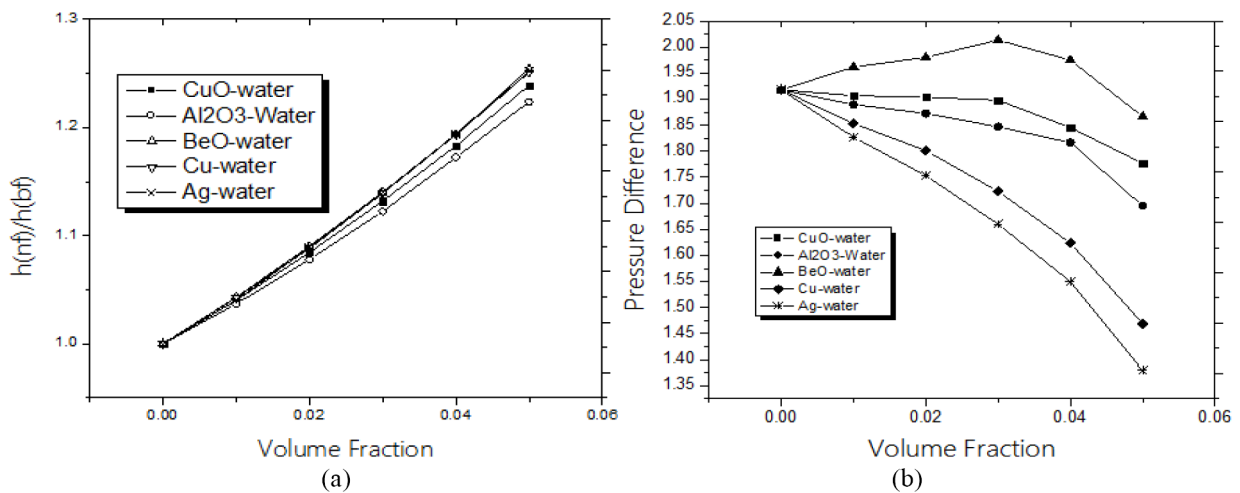 1.3
1.2
1.1
1.0
h(nf)/h(bf)
CuO-water
Al2O3-Water
BeO-water
Cu-water
Ag-water
0.00
0.02
0.04
0.06
Volume Fraction
(a)
2.05
2.00
1.95
1.90
1.85
1.80
1.75
1.70
1.65
1.60
1.55
1.50
1.45
1.40
1.35
Pressure Difference
CuO-water
Al2O3-Water
BeO-water
Cu-water
Ag-water
0.00
0.02
0.04
0.06
Volume Fraction
(b)